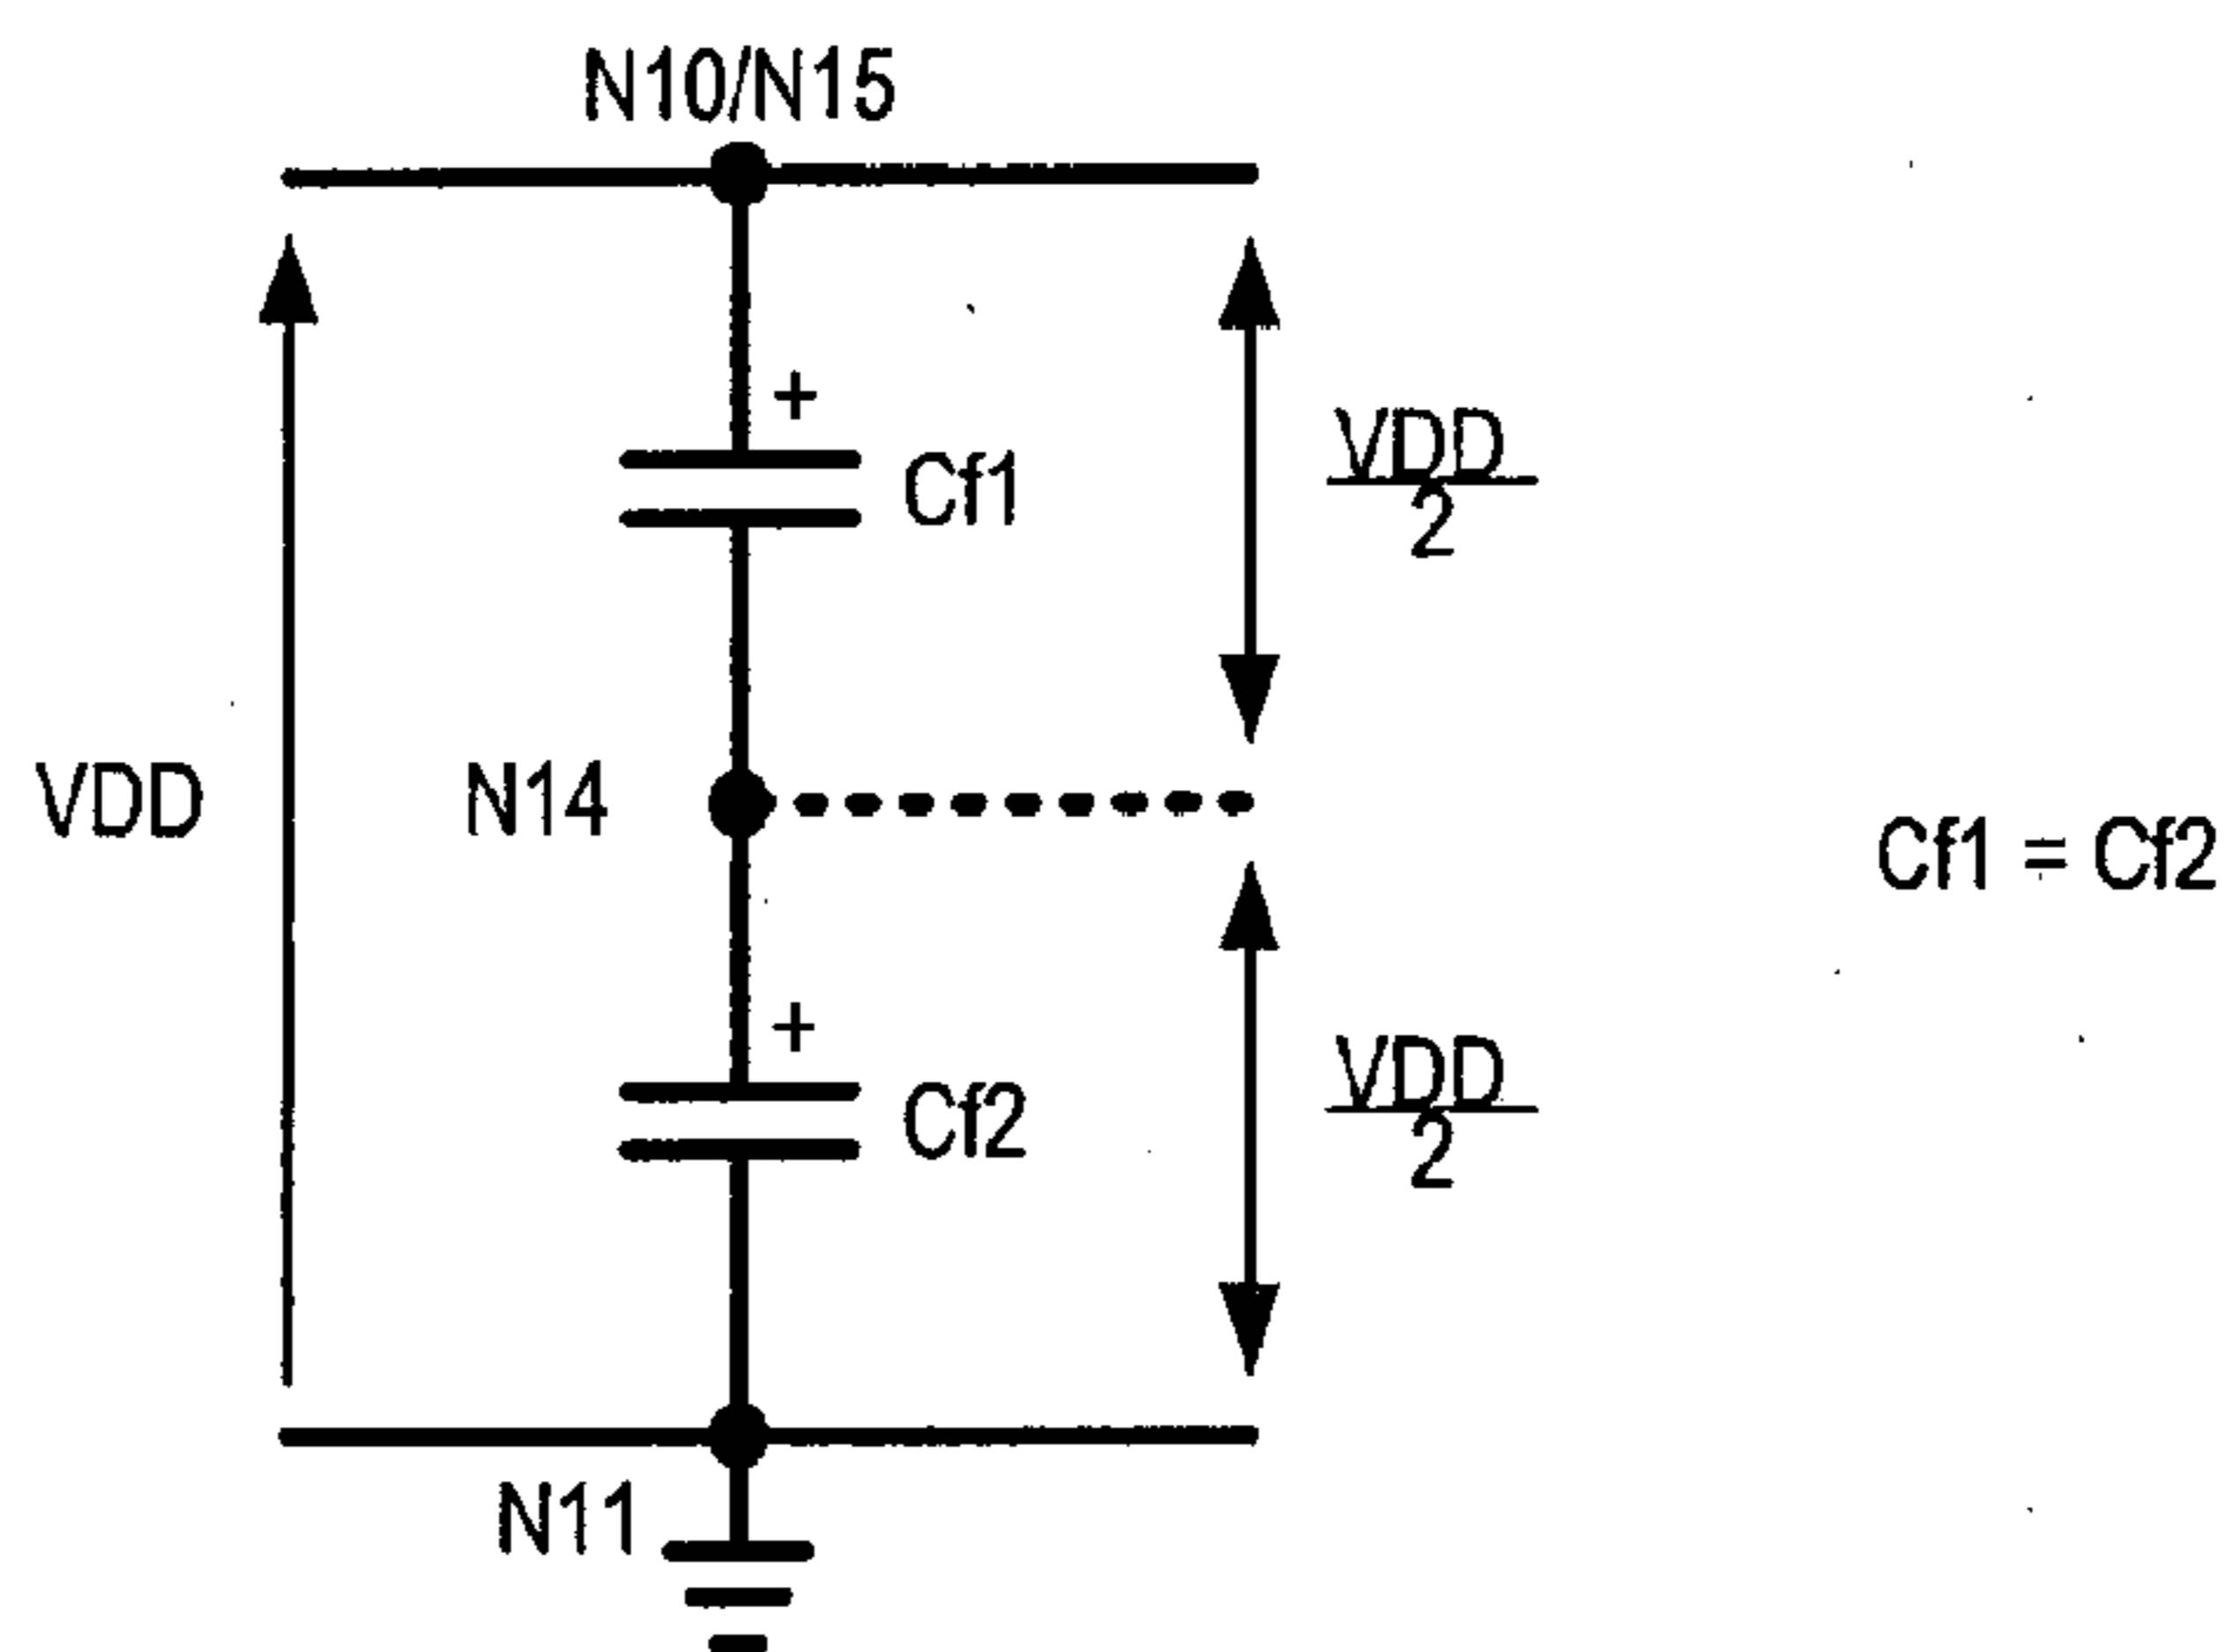 N10/N15
+
Cf1
VDD
2
VDD
N14
Cf1 = Cf2
+
Cf2
VDD
2
N11